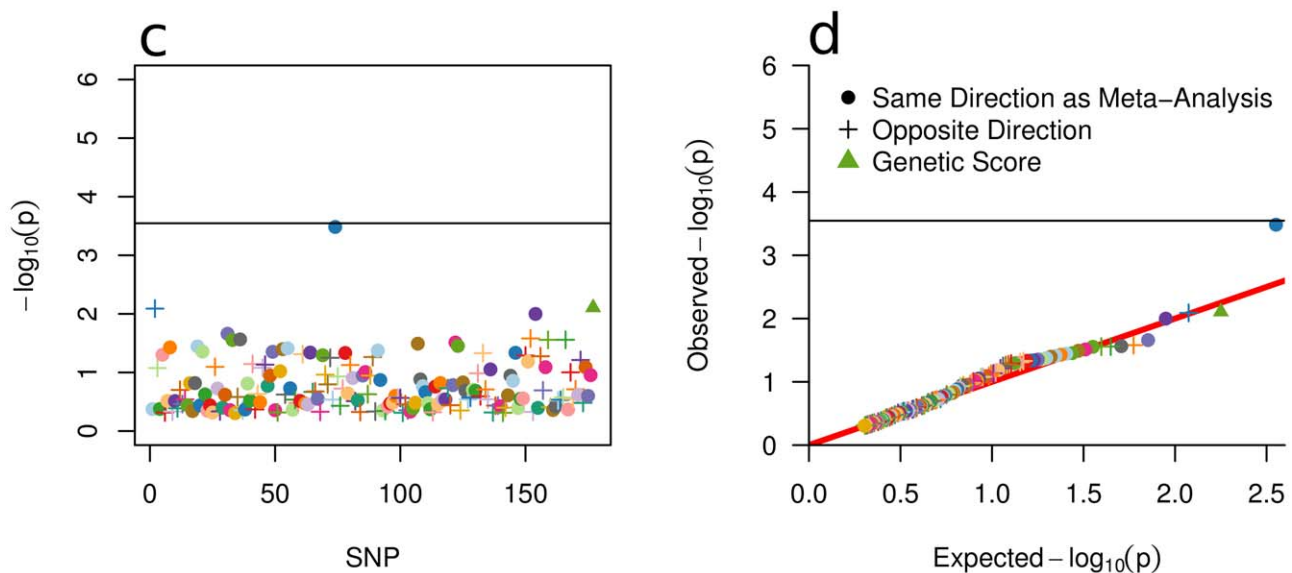 c
6
5
4
3
2
1
0
−log10(p)
0 50 100 150
SNP
d
6
5
4
3
2
1
0
Observed−log10(p)
Same Direction as Meta−Analysis
Opposite Direction
Genetic Score
0.0 0.5 1.0 1.5 2.0 2.5
Expected−log10(p)